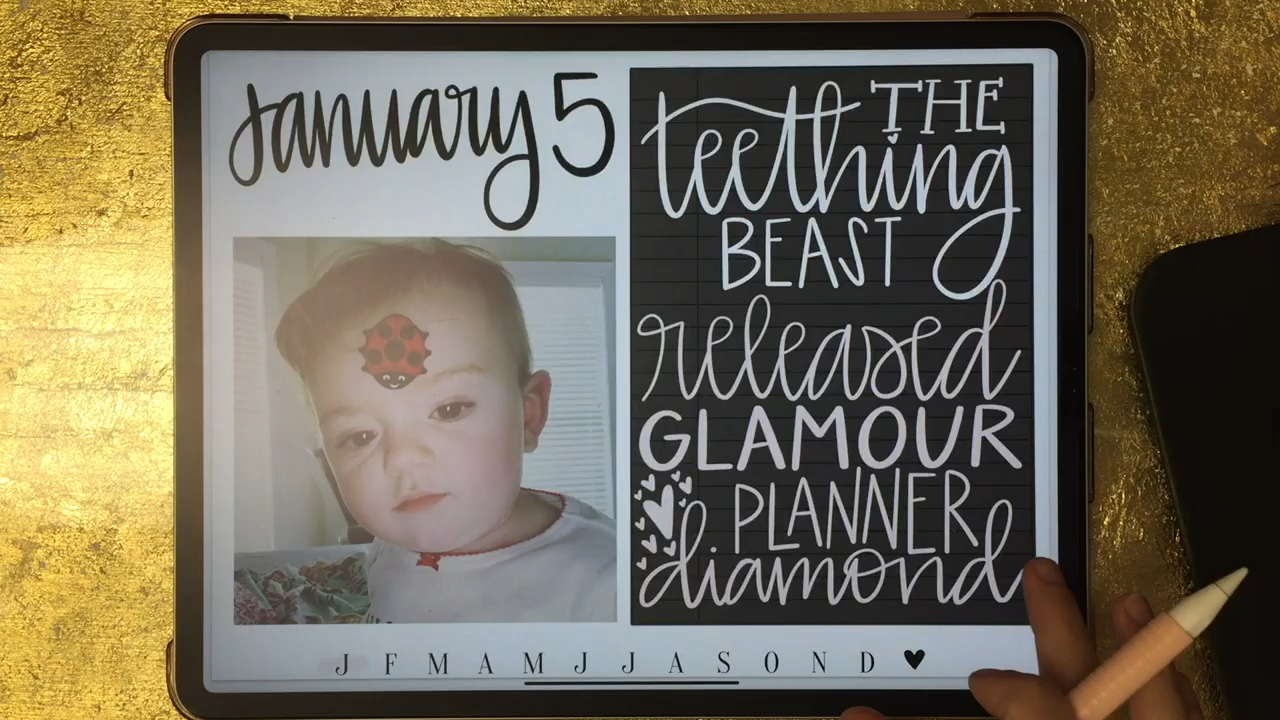 January 5
THE
teething
BEAST
released
GLAMOUR
PLANNER
diamond
J F M A M J J A S O N D